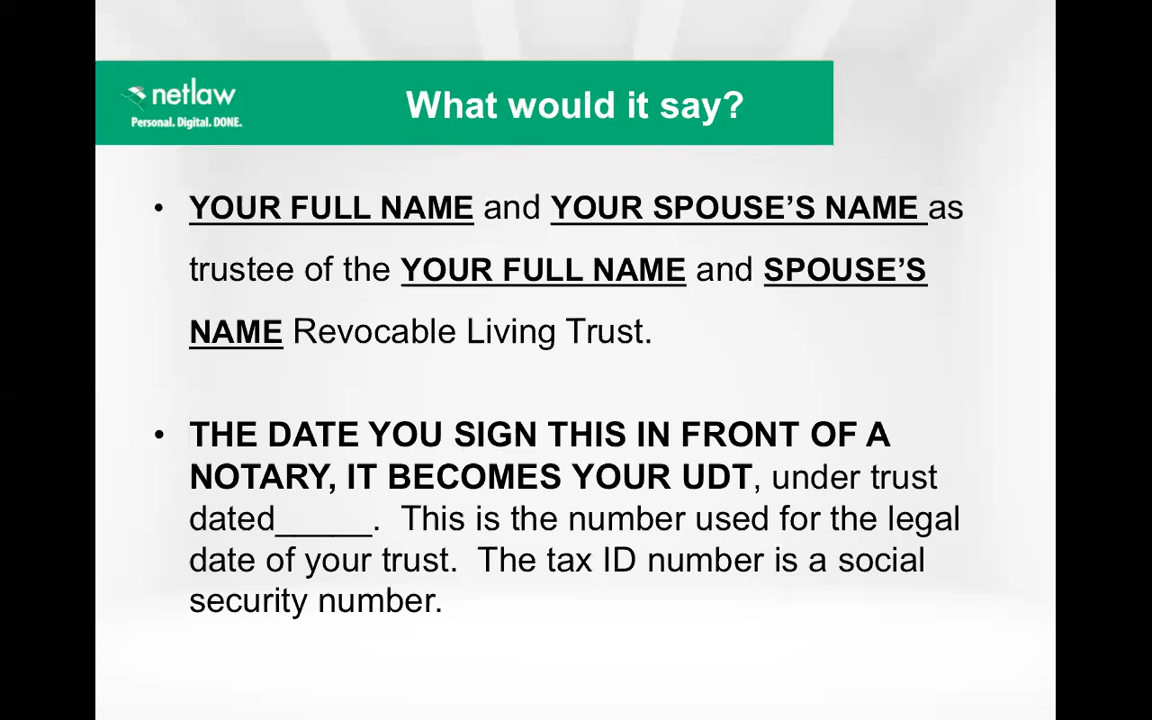 netlaw
Personal. Digital. DONE.
What would it say?
• YOUR FULL NAME and YOUR SPOUSE’S NAME as
trustee of the YOUR FULL NAME and SPOUSE’S
NAME Revocable Living Trust.
• THE DATE YOU SIGN THIS IN FRONT OF A
NOTARY, IT BECOMES YOUR UDT, under trust
dated_____.  This is the number used for the legal
date of your trust.  The tax ID number is a social
security number.